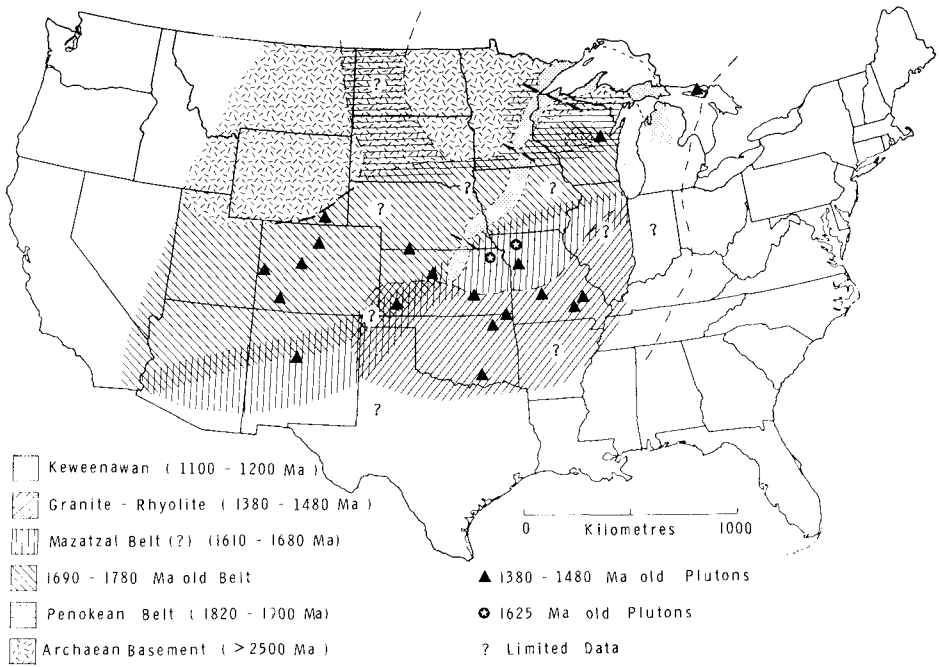 ?
?
?
?
?
?
?
?
?
Keweenawan ( 1100 - 1200 Ma )
Granite - Rhyolite ( 1380 - 1480 Ma )
Mazatzal Belt (?) (1610 - 1680 Ma)
1690 - 1780 Ma old Belt
Penokean Belt ( 1820 - 1900 Ma)
Archaean Basement ( > 2500 Ma )
0 Kilometres 1000
▲ 1380 - 1480 Ma old Plutons
✪ 1625 Ma old Plutons
? Limited Data